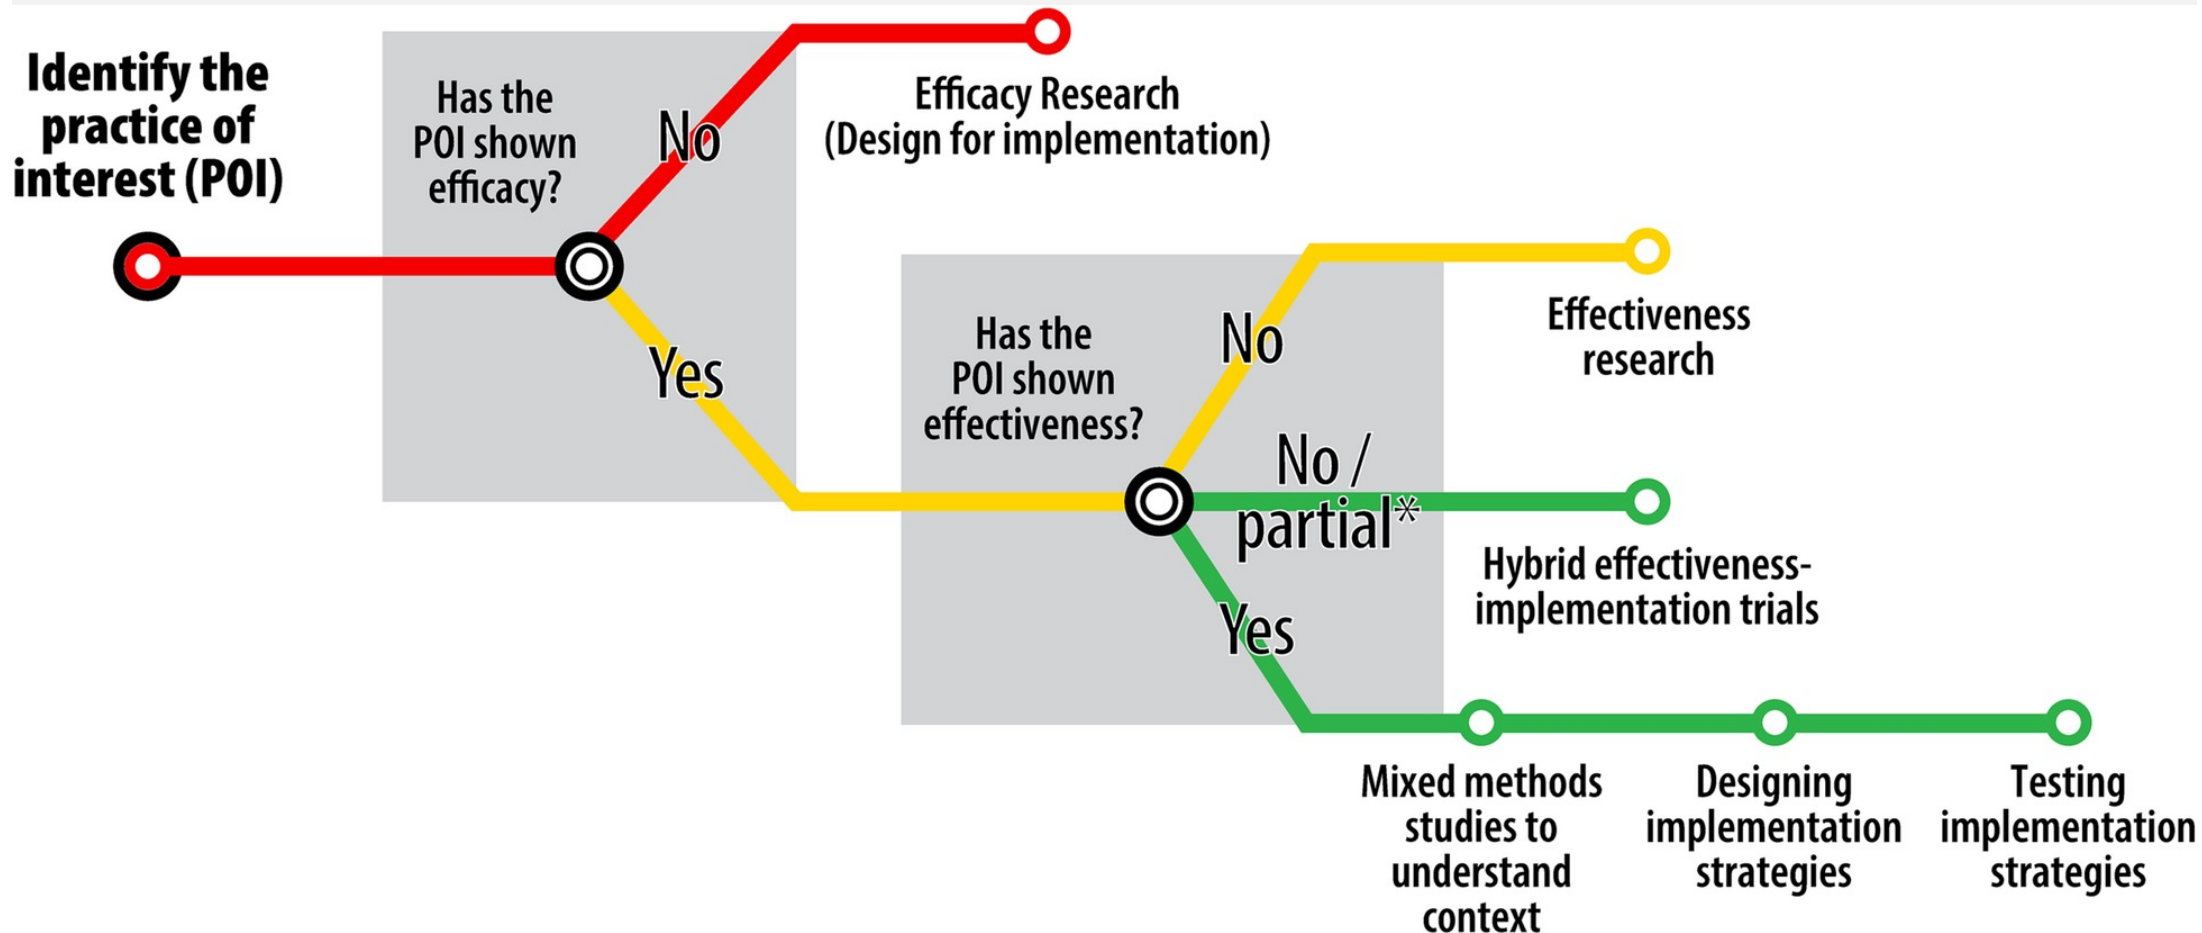 Identify the
practice of
interest (POI)
Has the
POI shown
efficacy?
No
Yes
Efficacy Research
(Design for implementation)
Has the
POI shown
effectiveness?
No
No /
partial*
Yes
Effectiveness
research
Hybrid effectiveness-
implementation trials
Mixed methods
studies to
understand
context
Designing
implementation
strategies
Testing
implementation
strategies